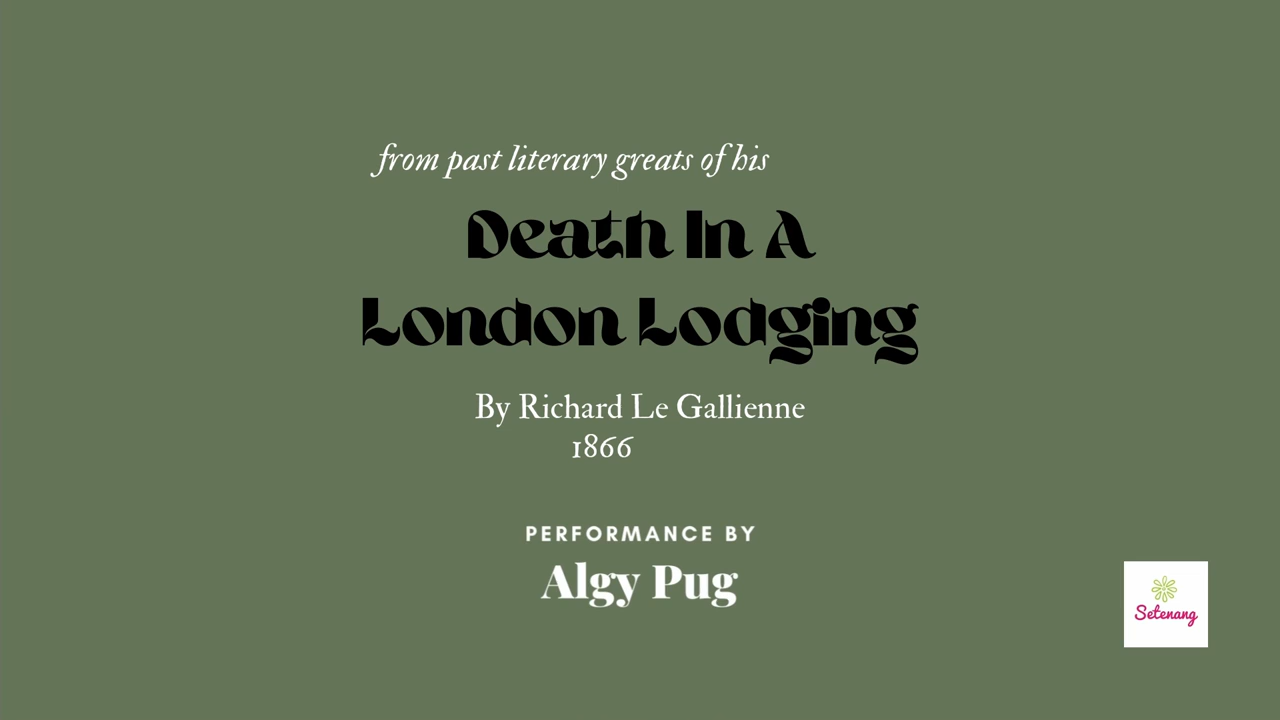 from past literary greats of his
Death In A
London Lodging
By Richard Le Gallienne
1866
PERFORMANCE BY
Algy Pug
Setenang